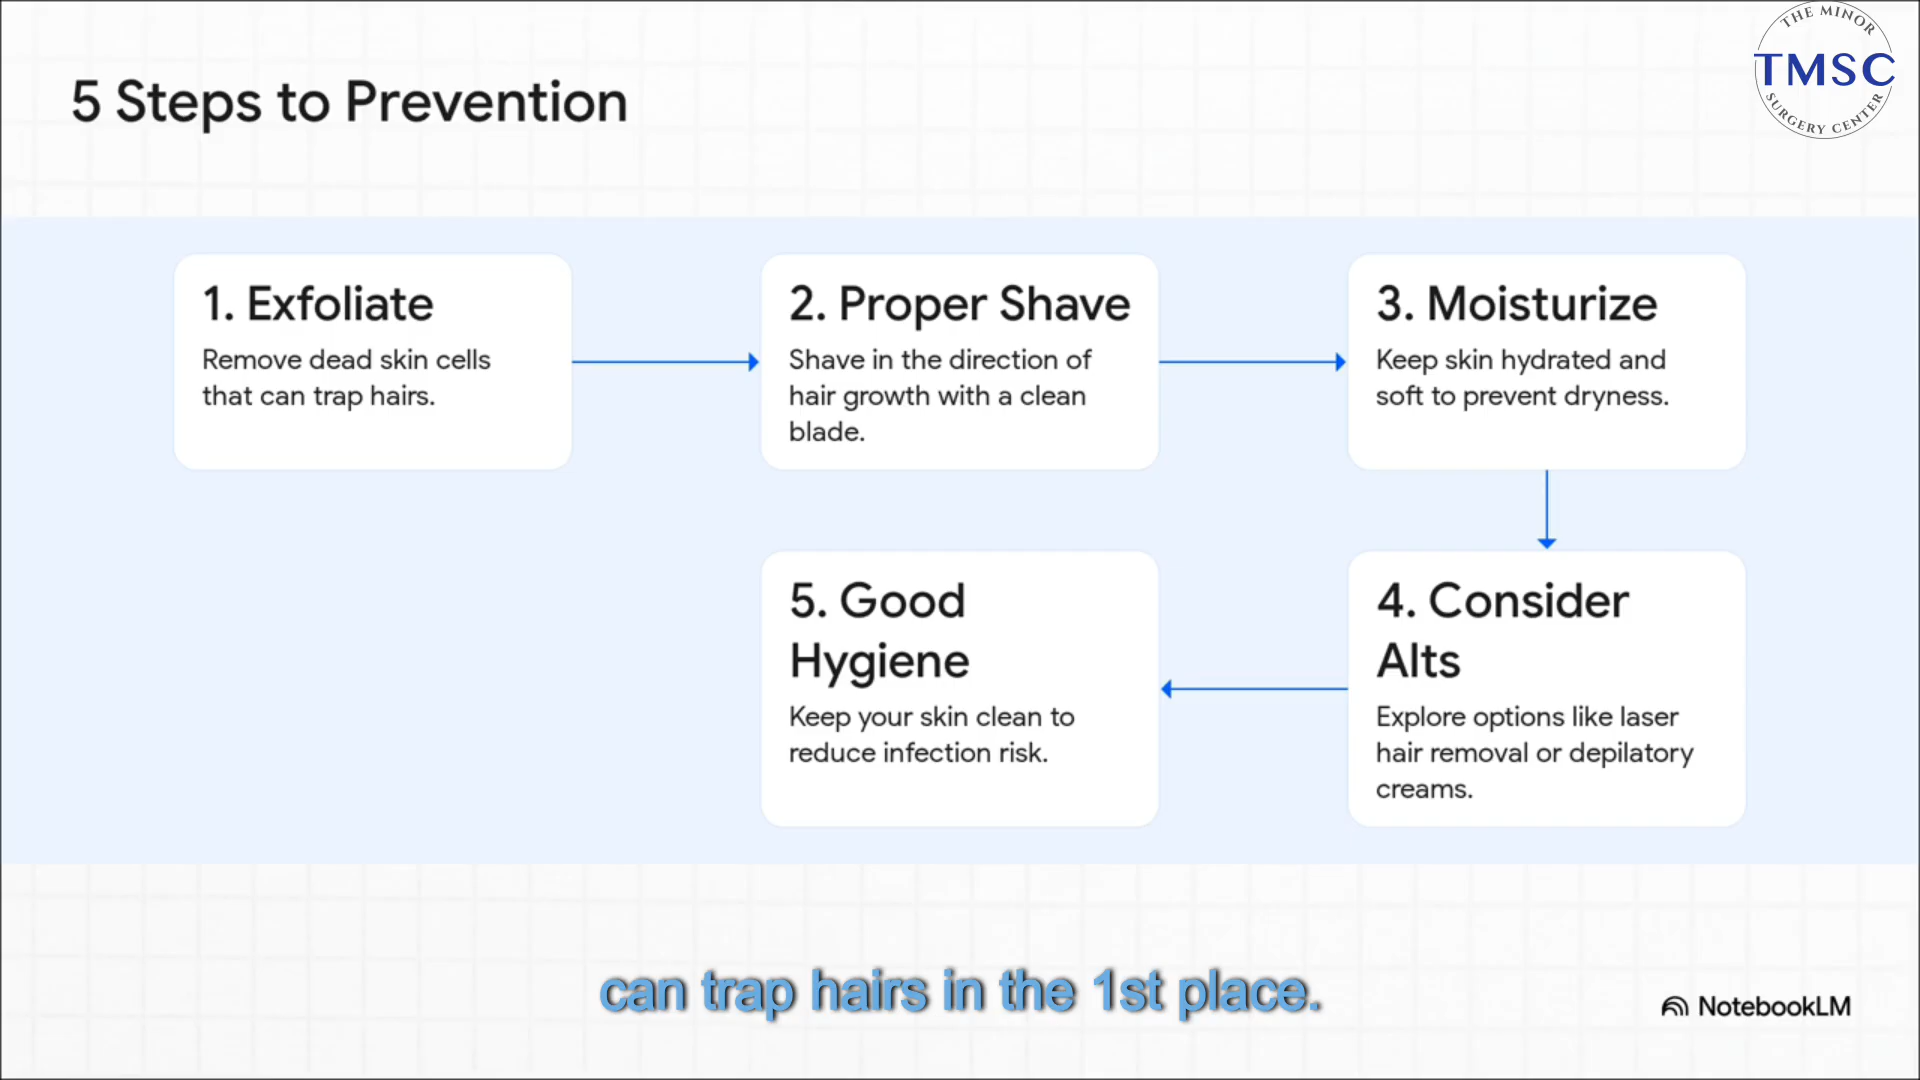 THE MINOR
TMSC
SURGERY CENTER
5 Steps to Prevention
1. Exfoliate
Remove dead skin cells
that can trap hairs.
2. Proper Shave
Shave in the direction of
hair growth with a clean
blade.
3. Moisturize
Keep skin hydrated and
soft to prevent dryness.
4. Consider
Alts
Explore options like laser
hair removal or depilatory
creams.
5. Good
Hygiene
Keep your skin clean to
reduce infection risk.
can trap hairs in the 1st place.
NotebookLM